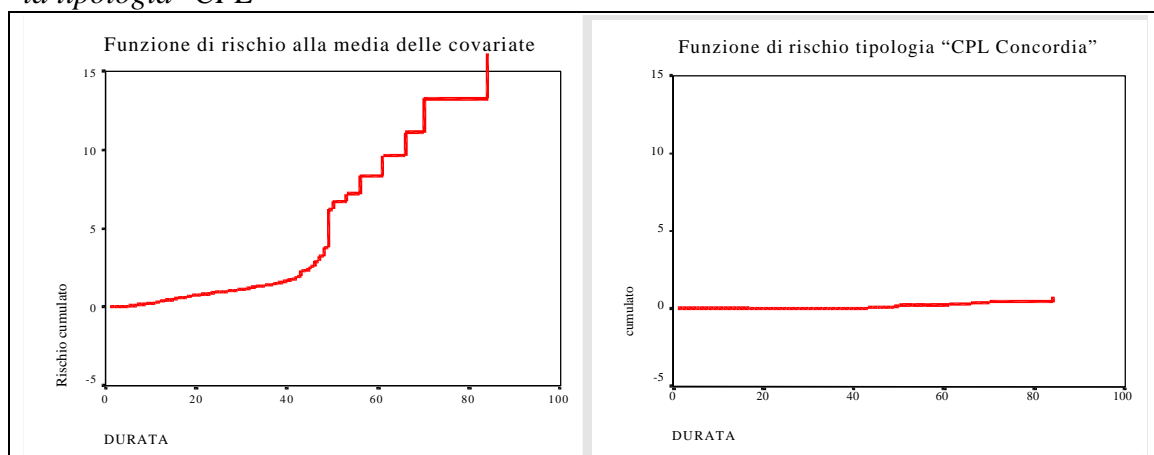 la tipologia "CPL
Funzione di rischio alla media delle covariate
15
10
5
0
-5
Rischio cumulato
0 20 40 60 80 100
DURATA
Funzione di rischio tipologia “CPL Concordia”
15
10
5
0
-5
cumulato
0 20 40 60 80 100
DURATA